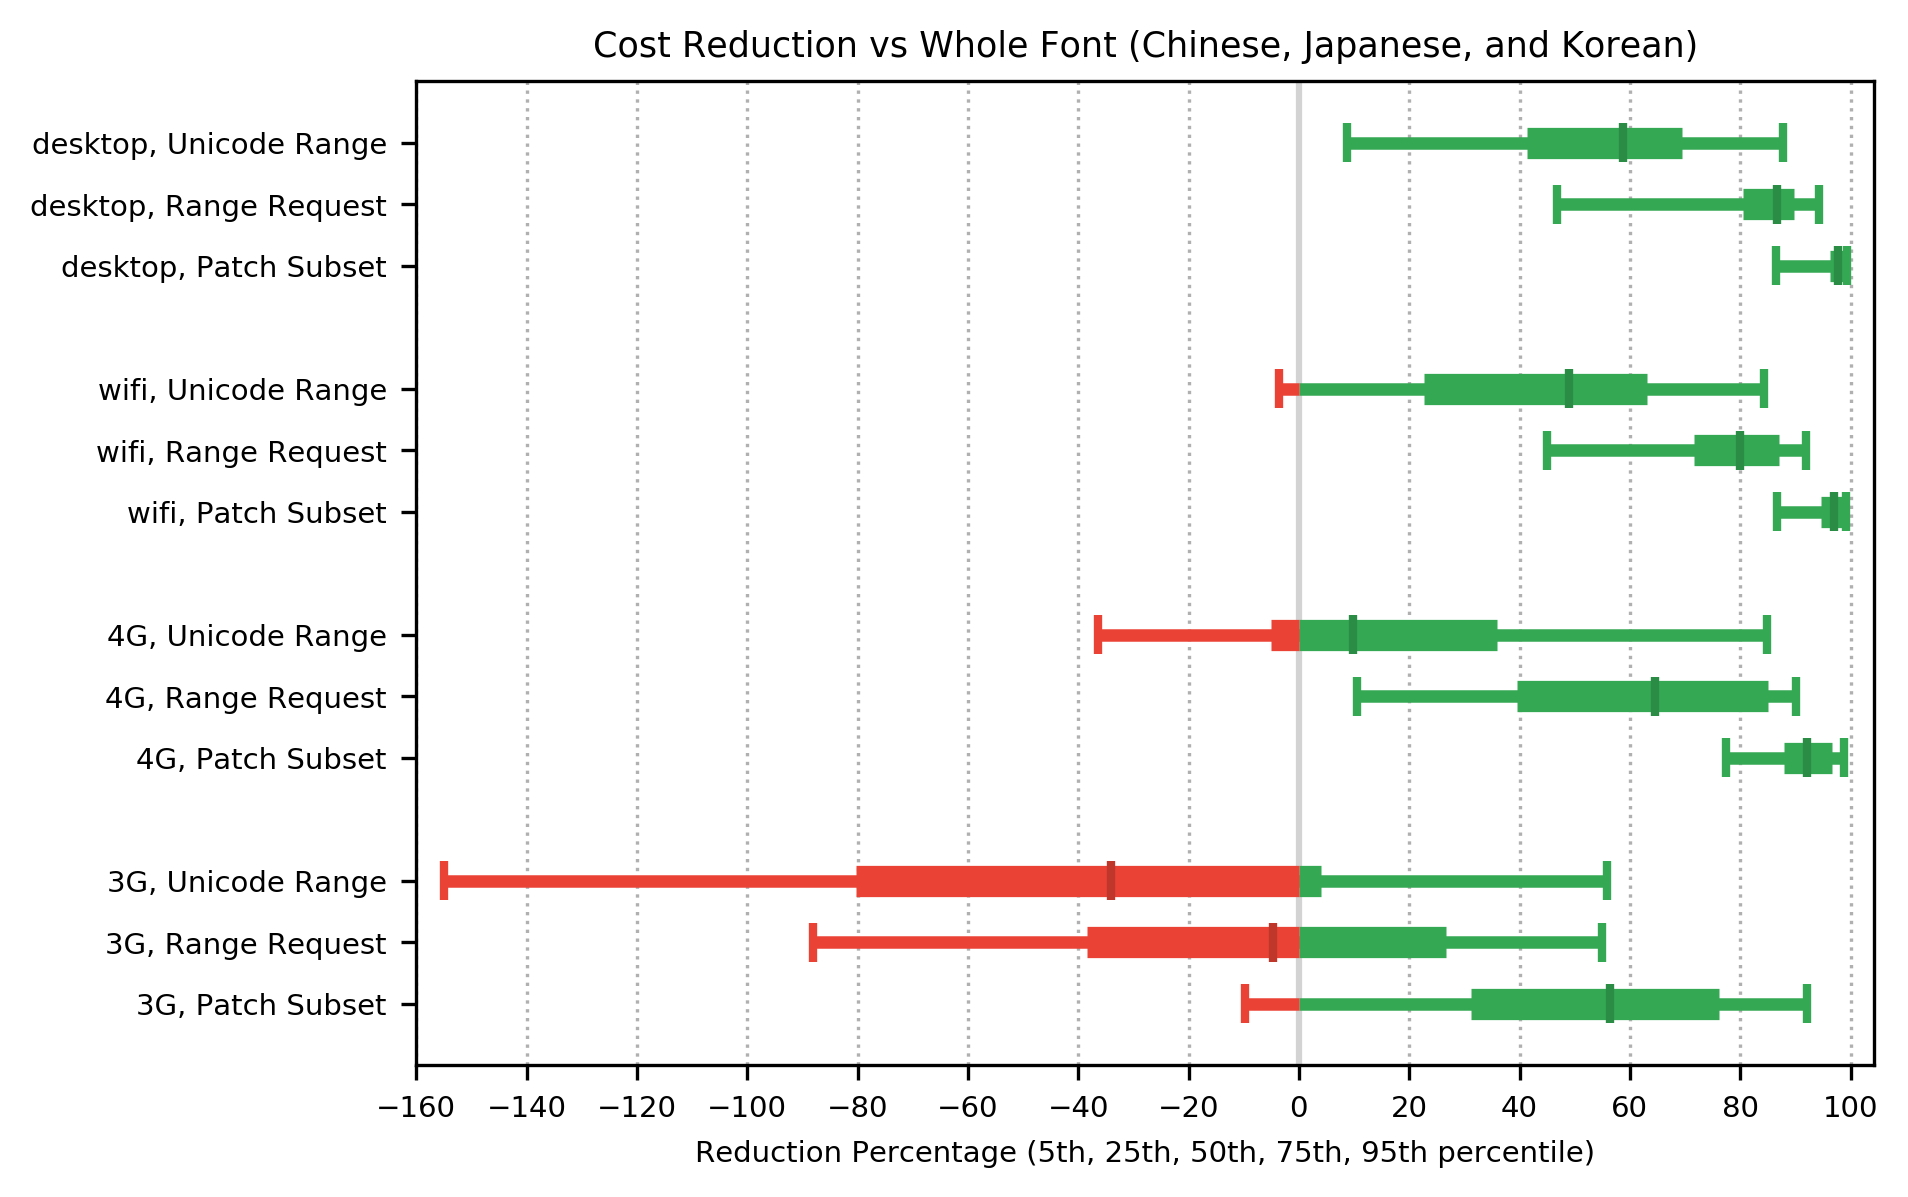 Cost Reduction vs Whole Font (Chinese, Japanese, and Korean)
desktop, Unicode Range
desktop, Range Request
desktop, Patch Subset
wifi, Unicode Range
wifi, Range Request
wifi, Patch Subset
4G, Unicode Range
4G, Range Request
4G, Patch Subset
3G, Unicode Range
3G, Range Request
3G, Patch Subset
−160 −140 −120 −100 −80 −60 −40 −20 0 20 40 60 80 100
Reduction Percentage (5th, 25th, 50th, 75th, 95th percentile)